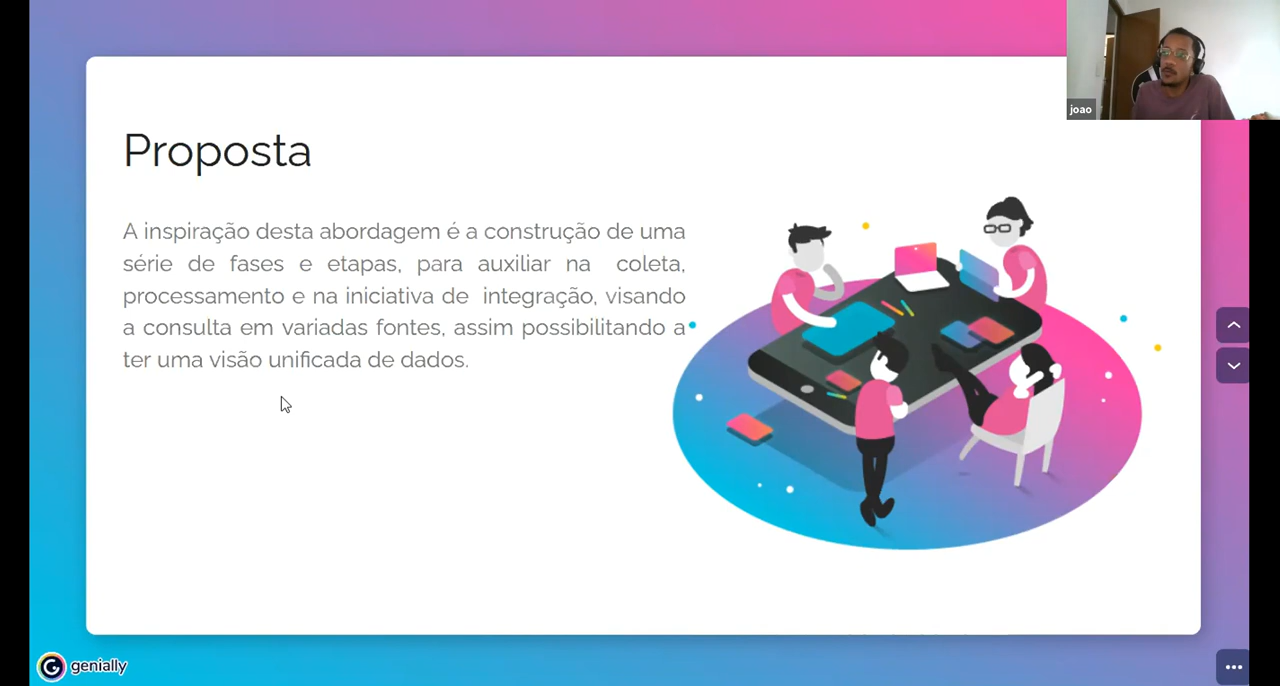 joao
Proposta
A inspiração desta abordagem é a construção de uma
série de fases e etapas, para auxiliar na coleta,
processamento e na iniciativa de integração, visando
a consulta em variadas fontes, assim possibilitando a
ter uma visão unificada de dados.
genially